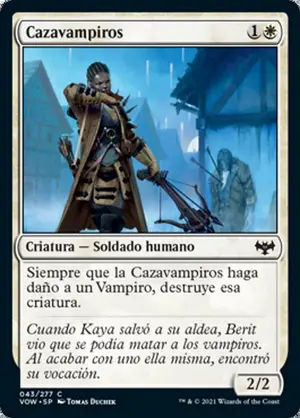 Cazavampiros 1
Criatura — Soldado humano
Siempre que la Cazavampiros haga
daño a un Vampiro, destruye esa
criatura.
Cuando Kaya salvó a su aldea, Berit
vio que se podía matar a los vampiros.
Al acabar con uno ella misma, encontró
su vocación.
2/2
043/277 C
VOW • SP Tomas Duchek
™ & © 2021 Wizards of the Coast